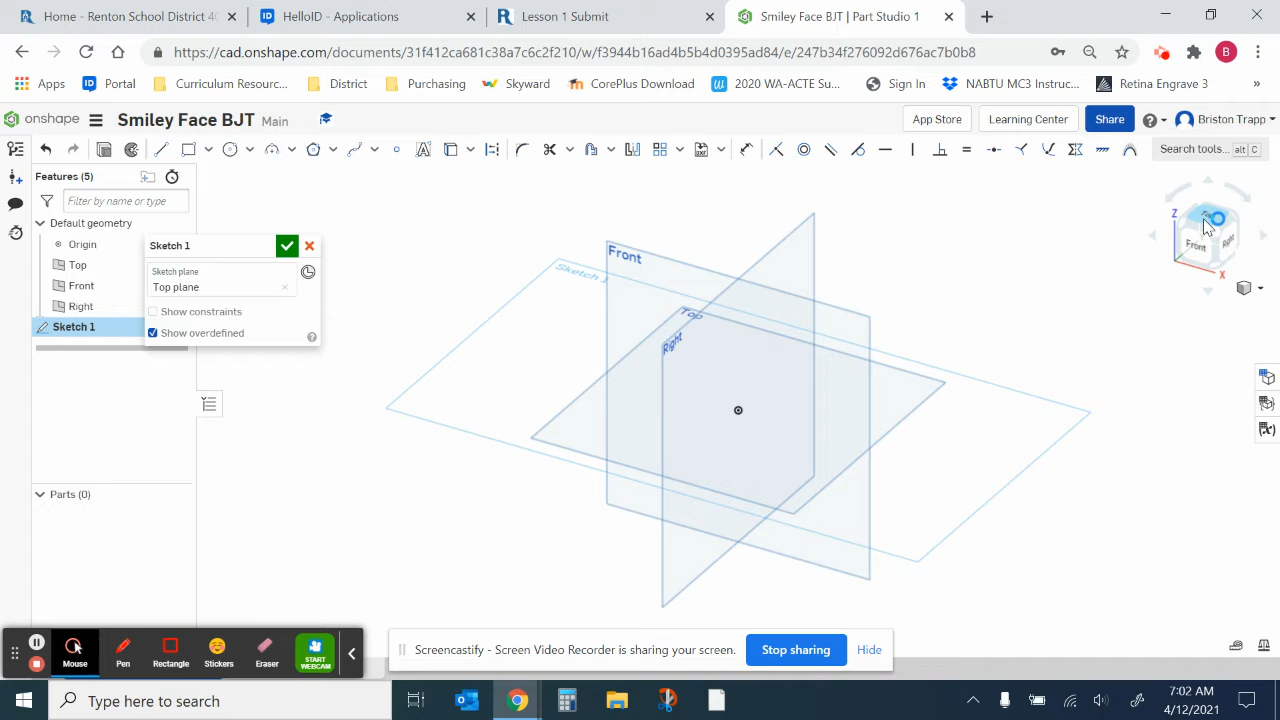 Home - Renton School District 40
HelloID - Applications
Lesson 1 Submit
Smiley Face BJT | Part Studio 1
https://cad.onshape.com/documents/31f412ca681c38a7c6c2f210/w/f3944b16ad4b5b4d0395ad84/e/247b34f276092d676ac7b0b8
B
Apps
Portal
Curriculum Resourc...
District
Purchasing
Skyward
CorePlus Download
2020 WA-ACTE Su...
Sign In
NABTU MC3 Instruc...
Retina Engrave 3
»
onshape
Smiley Face BJT
Main
App Store
Learning Center
Share
Briston Trapp
Search tools...
alt
C
Features (5)
Filter by name or type
Default geometry
Origin
Top
Front
Right
Sketch 1
Sketch 1
Sketch plane
Top plane
Show constraints
Show overdefined
Front
Sketch 1
Top
Right
Z
Front
Right
X
Parts (0)
Mouse
Pen
Rectangle
Stickers
Eraser
START
WEBCAM
Screencastify - Screen Video Recorder is sharing your screen.
Stop sharing
Hide
Type here to search
7:02 AM
4/12/2021